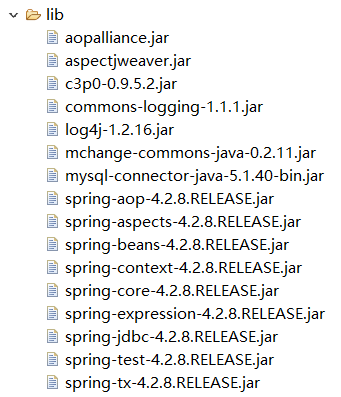 lib
aopalliance.jar
aspectjweaver.jar
c3p0-0.9.5.2.jar
commons-logging-1.1.1.jar
log4j-1.2.16.jar
mchange-commons-java-0.2.11.jar
mysql-connector-java-5.1.40-bin.jar
spring-aop-4.2.8.RELEASE.jar
spring-aspects-4.2.8.RELEASE.jar
spring-beans-4.2.8.RELEASE.jar
spring-context-4.2.8.RELEASE.jar
spring-core-4.2.8.RELEASE.jar
spring-expression-4.2.8.RELEASE.jar
spring-jdbc-4.2.8.RELEASE.jar
spring-test-4.2.8.RELEASE.jar
spring-tx-4.2.8.RELEASE.jar